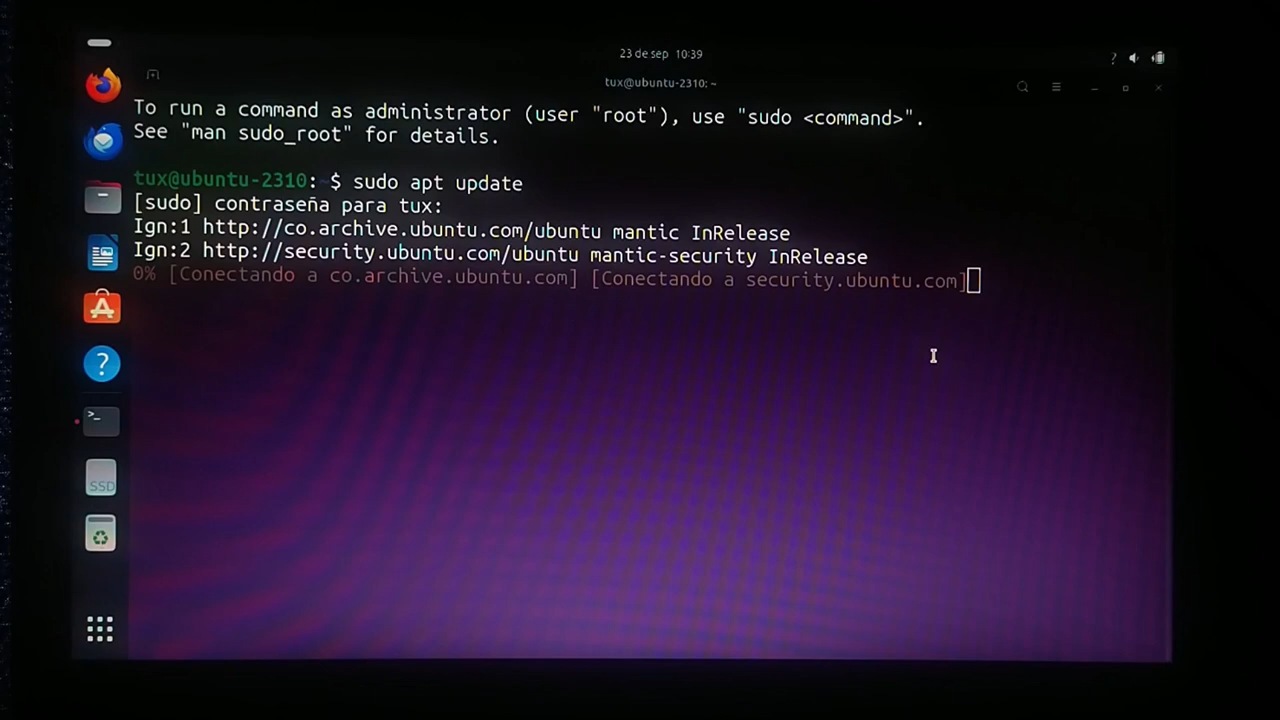 23 de sep 10:39
tux@ubuntu-2310: ~
To run a command as administrator (user "root"), use "sudo <command>".
See "man sudo_root" for details.
tux@ubuntu-2310:~$ sudo apt update
[sudo] contraseña para tux:
Ign:1 http://co.archive.ubuntu.com/ubuntu mantic InRelease
Ign:2 http://security.ubuntu.com/ubuntu mantic-security InRelease
0% [Conectando a co.archive.ubuntu.com] [Conectando a security.ubuntu.com]
SSD